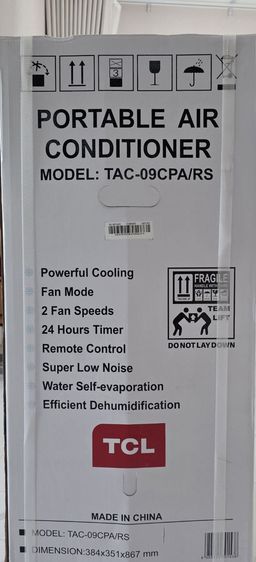 3
PORTABLE AIR
CONDITIONER
MODEL: TAC-09CPA/RS
Powerful Cooling
Fan Mode
2 Fan Speeds
24 Hours Timer
Remote Control
Super Low Noise
Water Self-evaporation
Efficient Dehumidification
FRAGILE
TEAM
LIFT
DO NOT LAY DOWN
TCL
MADE IN CHINA
MODEL: TAC-09CPA/RS
DIMENSION:384x351x867 mm